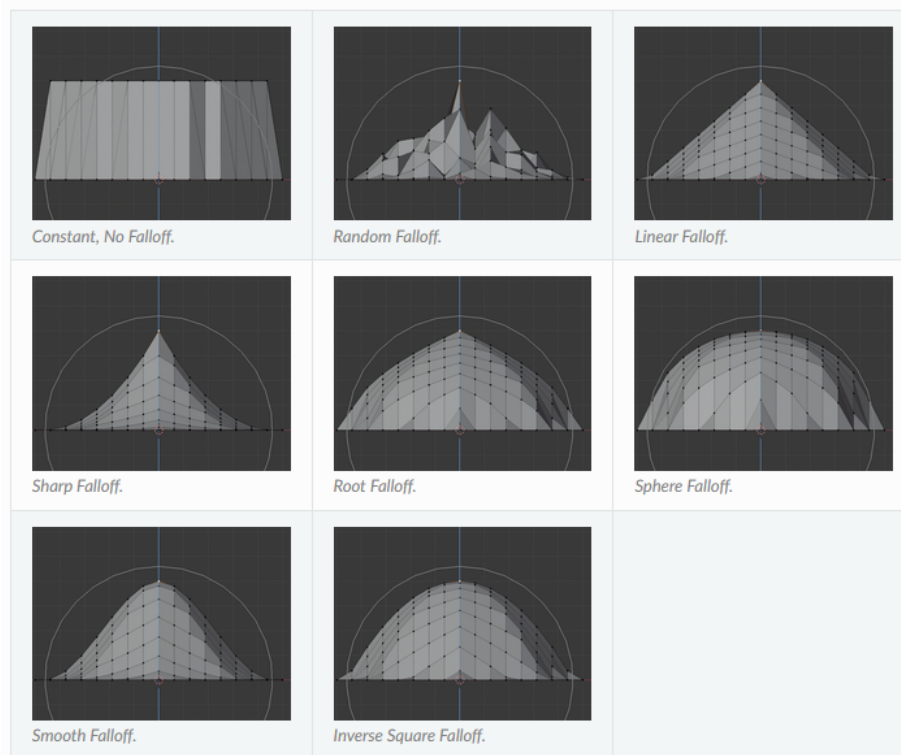 Constant, No Falloff.
Random Falloff.
Linear Falloff.
Sharp Falloff.
Root Falloff.
Sphere Falloff.
Smooth Falloff.
Inverse Square Falloff.